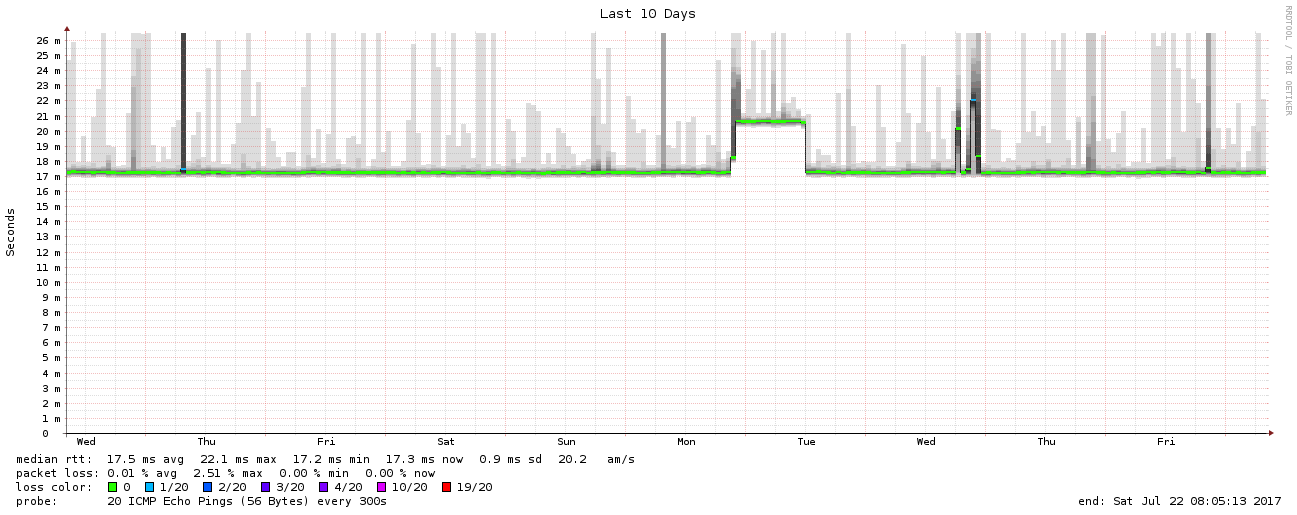 Last 10 Days
RRDTOOL / TOBI OETIKER
Seconds
26 m
25 m
24 m
23 m
22 m
21 m
20 m
19 m
18 m
17 m
16 m
15 m
14 m
13 m
12 m
11 m
10 m
9 m
8 m
7 m
6 m
5 m
4 m
3 m
2 m
1 m
0
Wed Thu Fri Sat Sun Mon Tue Wed Thu Fri
median rtt: 17.5 ms avg 22.1 ms max 17.2 ms min 17.3 ms now 0.9 ms sd 20.2 am/s
packet loss: 0.01 % avg 2.51 % max 0.00 % min 0.00 % now
loss color: 0 1/20 2/20 3/20 4/20 10/20 19/20
probe: 20 ICMP Echo Pings (56 Bytes) every 300s end: Sat Jul 22 08:05:13 2017